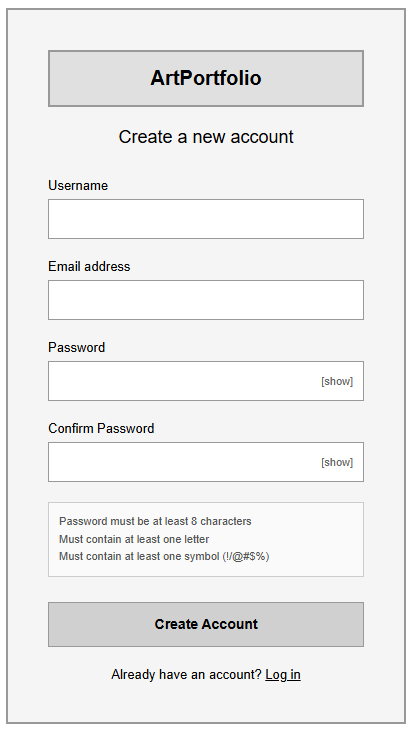 ArtPortfolio
Create a new account
Username
Email address
Password
[show]
Confirm Password
[show]
Password must be at least 8 characters
Must contain at least one letter
Must contain at least one symbol (!/@#$%)
Create Account
Already have an account? Log in